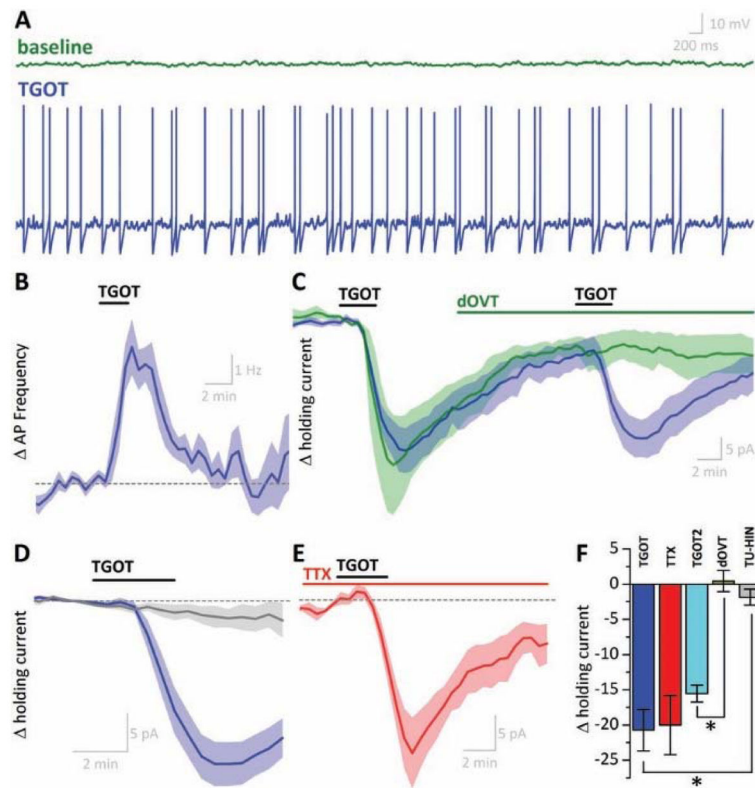 A
10 mV
200 ms
baseline
TGOT
B
TGOT
1 Hz
2 min
Δ AP Frequency
C
TGOT
dOVT
TGOT
Δ holding current
5 pA
2 min
D
TGOT
Δ holding current
5 pA
2 min
E
TTX
TGOT
5 pA
2 min
F
TGOT
TTX
TGOT2
dOVT
TU-HIN
Δ holding current
5
0
-5
-10
-15
-20
-25
*
*